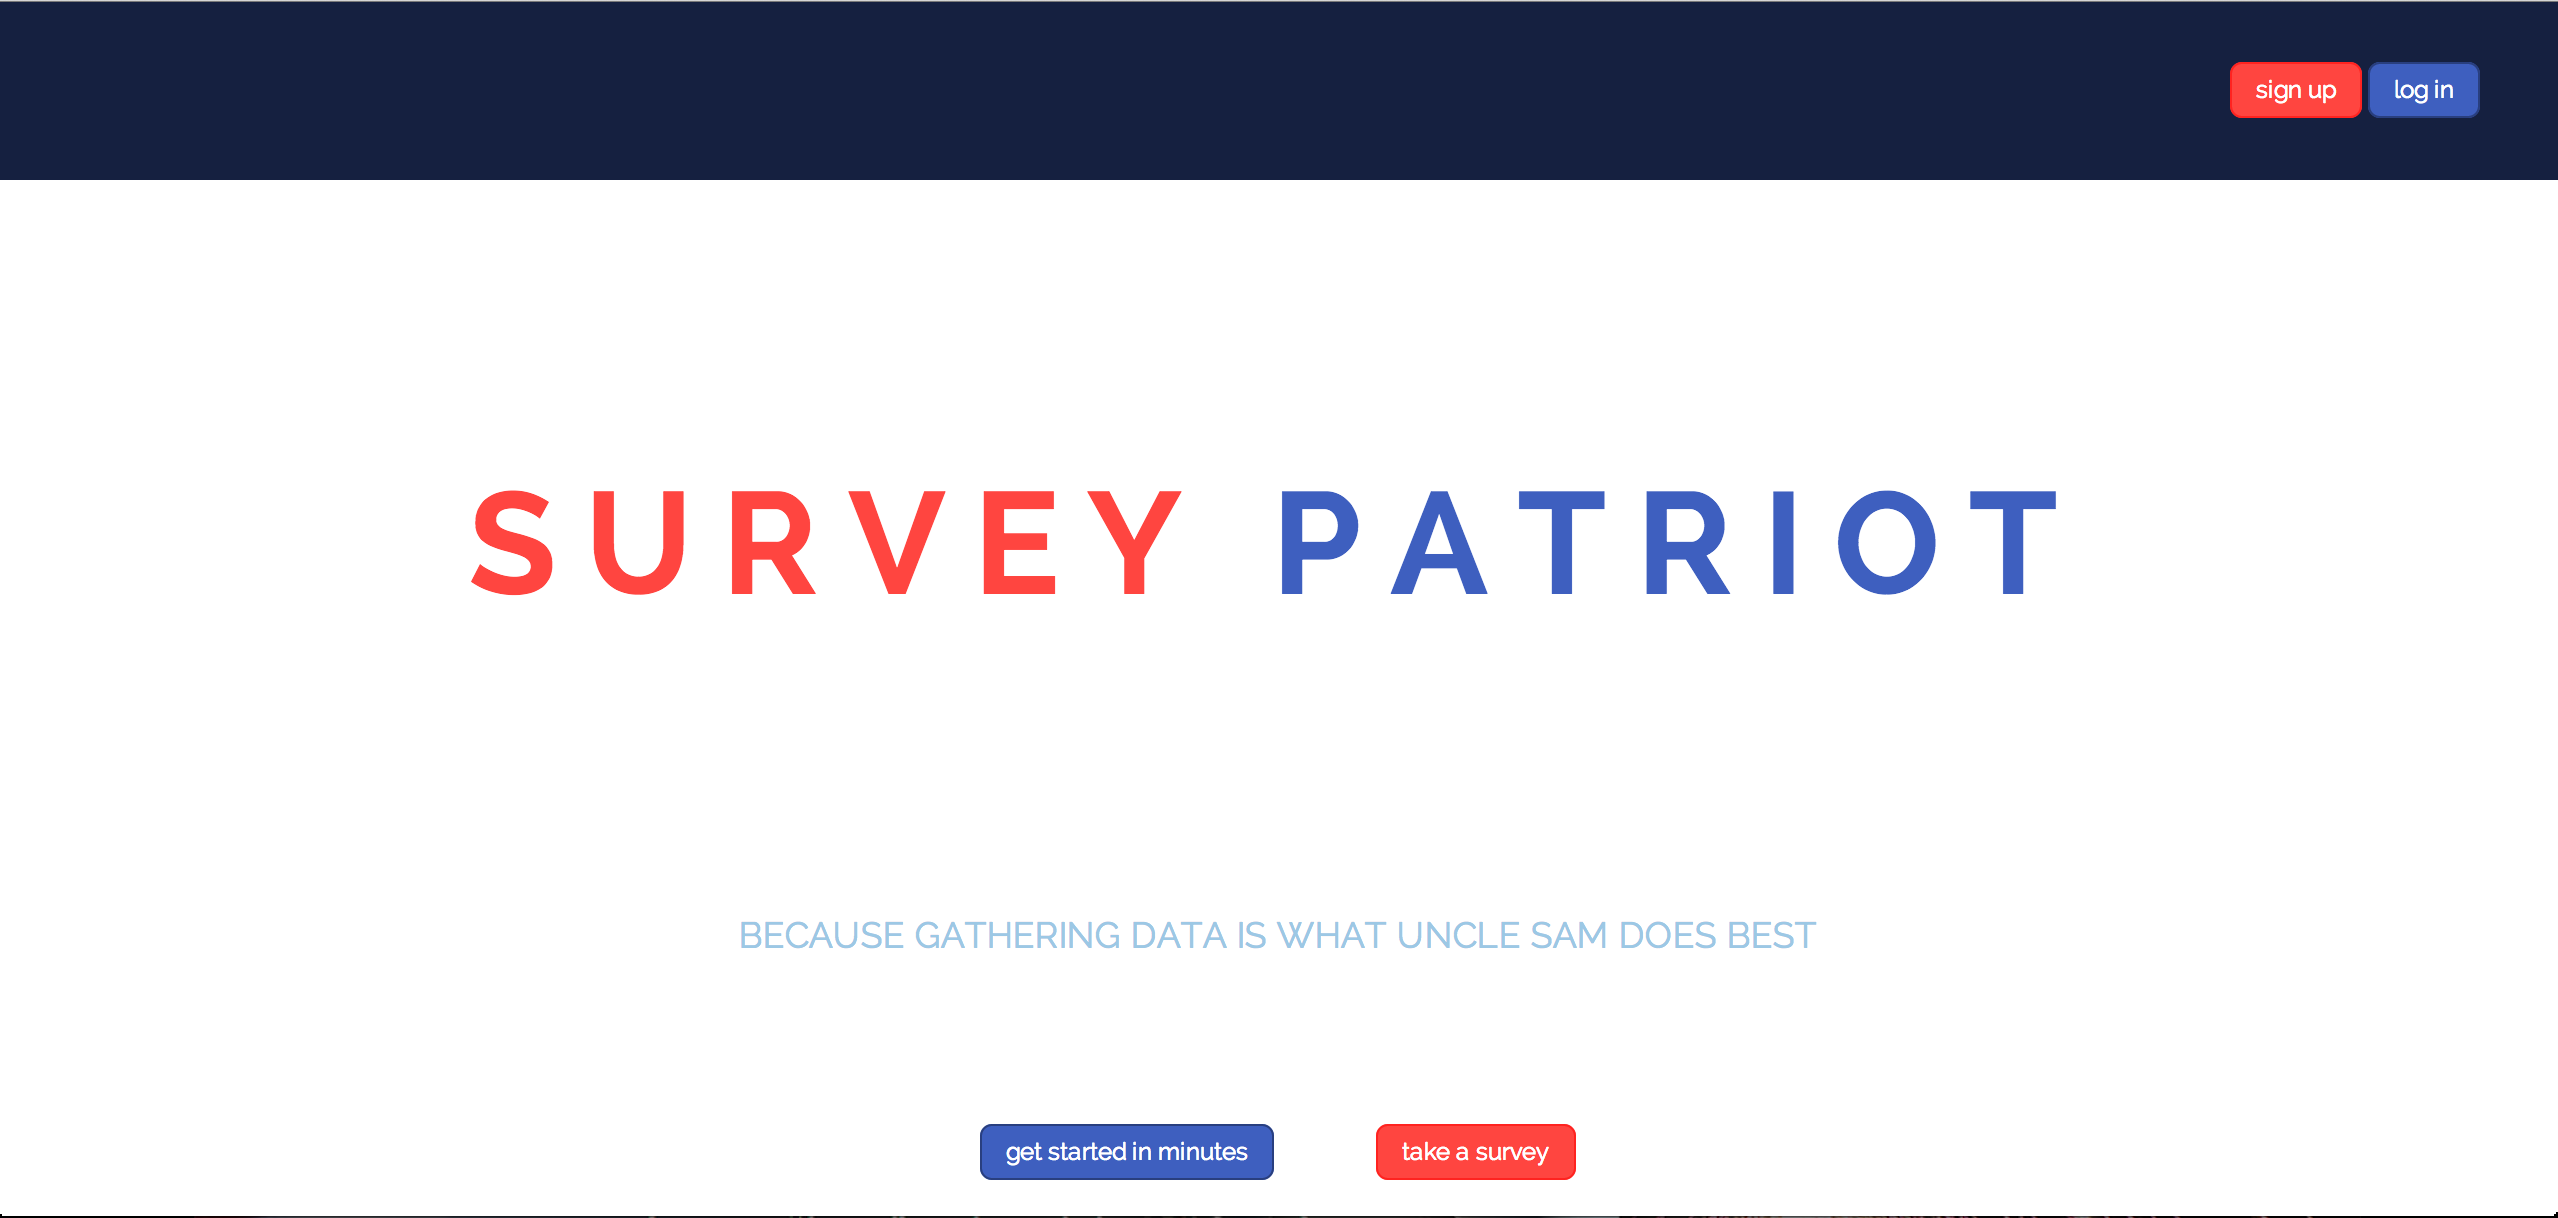 sign up log in
SURVEY PATRIOT
BECAUSE GATHERING DATA IS WHAT UNCLE SAM DOES BEST
get started in minutes take a survey